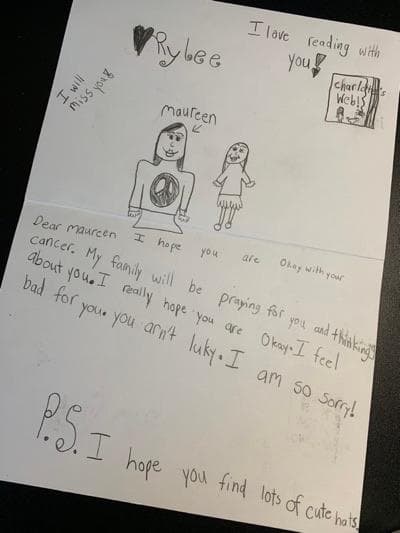 I love reading with
you!
♥Rylee
charlotte's
Web!
I will
miss you!
maureen
Dear maureen I hope you are Okay with your
cancer. My family will be praying for you and thinking
about you. I really hope you are Okay. I feel
bad for you. you arn't luky. I am so sorry!
P.S. I hope you find lots of cute hats.